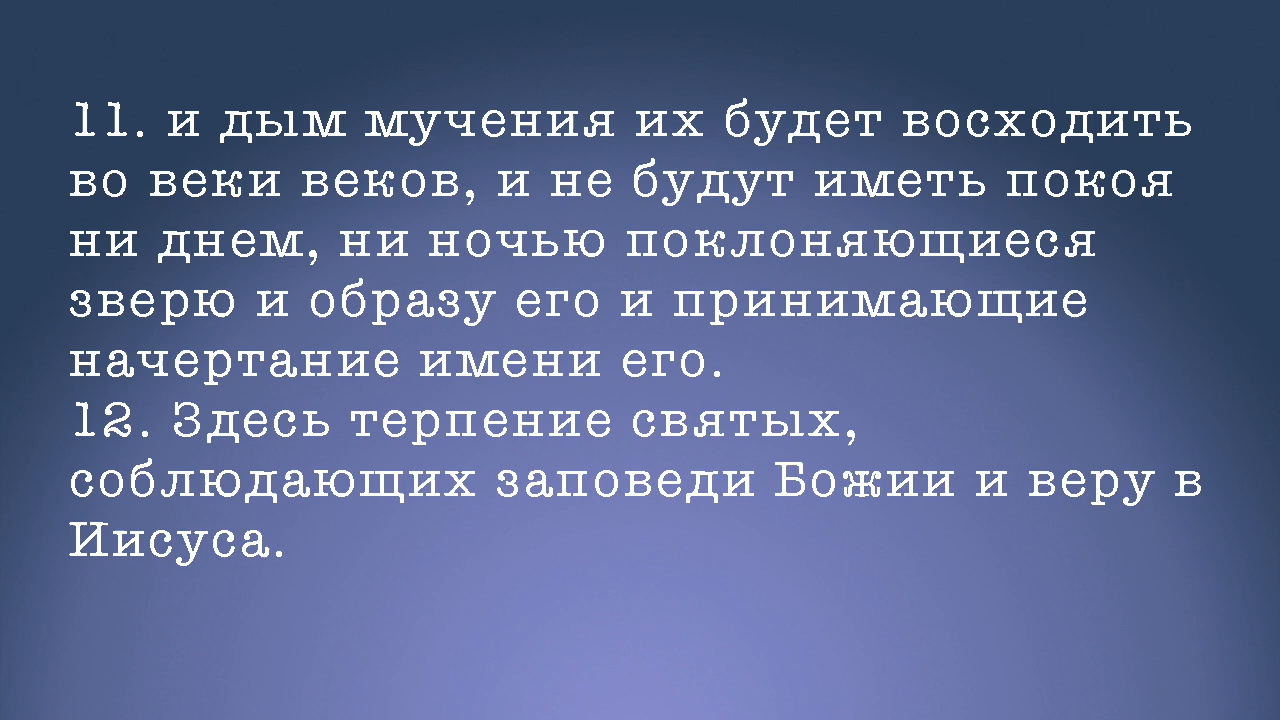 11. и дым мучения их будет восходить
во веки веков, и не будут иметь покоя
ни днем, ни ночью поклоняющиеся
зверю и образу его и принимающие
начертание имени его.
12. Здесь терпение святых,
соблюдающих заповеди Божии и веру в
Иисуса.